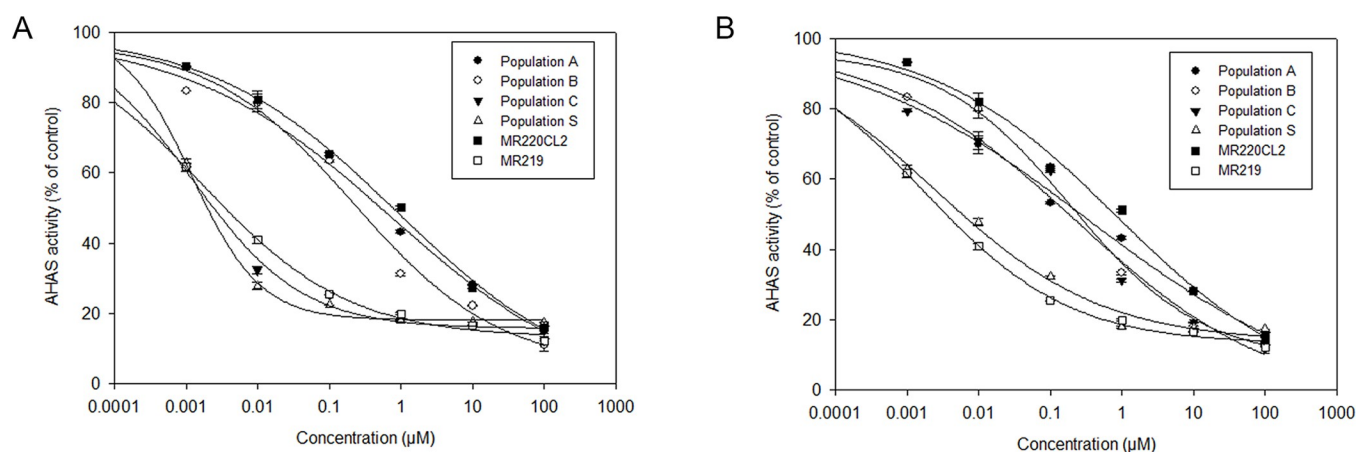 A
AHAS activity (% of control)
100
80
60
40
20
0
0.0001 0.001 0.01 0.1 1 10 100 1000
Concentration (µM)
Population A
Population B
Population C
Population S
MR220CL2
MR219
B
AHAS activity (% of control)
100
80
60
40
20
0
0.0001 0.001 0.01 0.1 1 10 100 1000
Concentration (µM)
Population A
Population B
Population C
Population S
MR220CL2
MR219